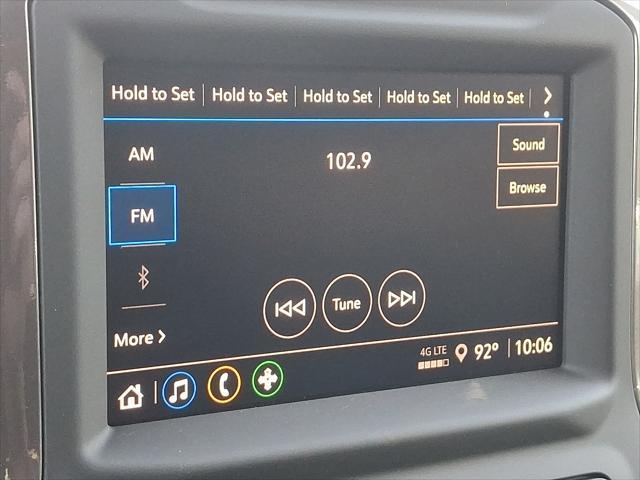 Hold to Set Hold to Set Hold to Set Hold to Set Hold to Set >
AM
102.9
Sound
FM
Browse
Tune
More >
4G LTE 92° 10:06